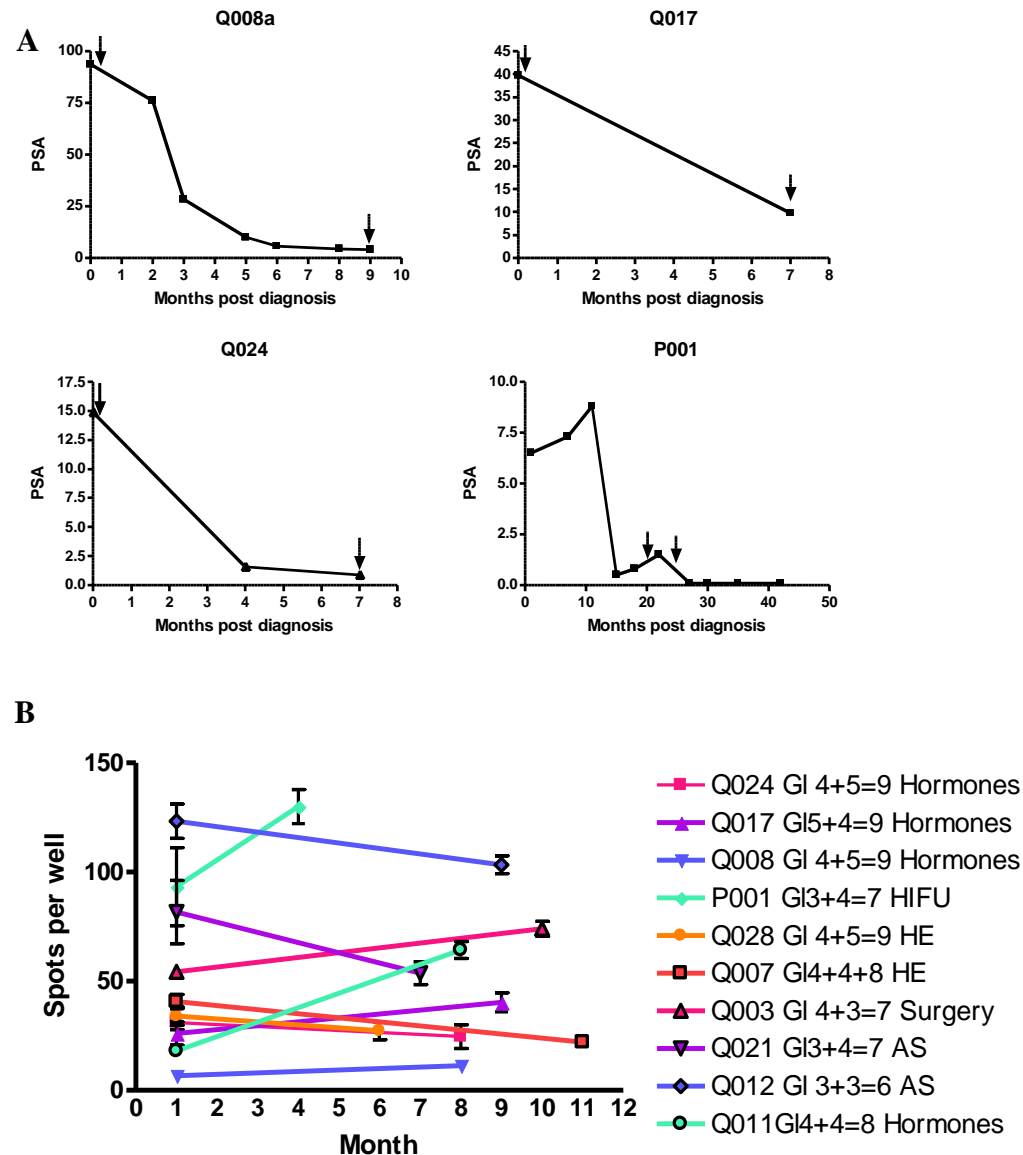 A
Q008a
100
75
50
25
0
PSA
0 1 2 3 4 5 6 7 8 9 10
Months post diagnosis
Q017
45
40
35
30
25
20
15
10
5
0
PSA
0 1 2 3 4 5 6 7 8
Months post diagnosis
Q024
17.5
15.0
12.5
10.0
7.5
5.0
2.5
0.0
PSA
0 1 2 3 4 5 6 7 8
Months post diagnosis
P001
10.0
7.5
5.0
2.5
0.0
PSA
0 10 20 30 40 50
Months post diagnosis
B
150
100
50
0
Spots per well
0 1 2 3 4 5 6 7 8 9 10 11 12
Month
Q024 Gl 4+5=9 Hormones
Q017 Gl5+4=9 Hormones
Q008 Gl 4+5=9 Hormones
P001 Gl3+4=7 HIFU
Q028 Gl 4+5=9 HE
Q007 Gl4+4+8 HE
Q003 Gl 4+3=7 Surgery
Q021 Gl3+4=7 AS
Q012 Gl 3+3=6 AS
Q011Gl4+4=8 Hormones